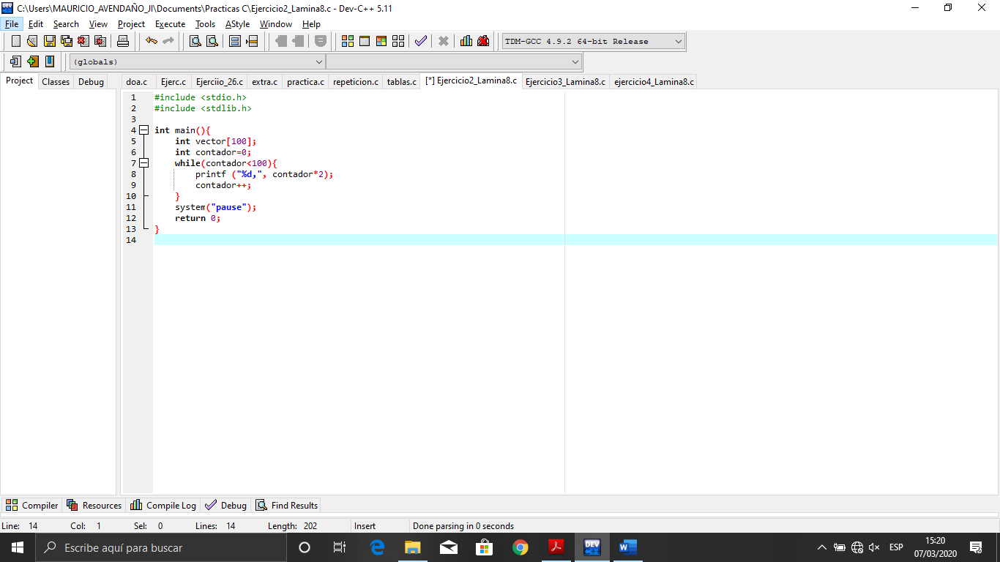 C:\Users\MAURICIO_AVENDAÑO_JI\Documents\Practicas C\Ejercicio2_Lamina8.c - Dev-C++ 5.11
File Edit Search View Project Execute Tools AStyle Window Help
TDM-GCC 4.9.2 64-bit Release
(globals)
Project Classes Debug doa.c Ejerc.c Ejerciio_26.c extra.c practica.c repeticion.c tablas.c [*] Ejercicio2_Lamina8.c Ejercicio3_Lamina8.c ejercicio4_Lamina8.c
1 #include <stdio.h>
2 #include <stdlib.h>
3
4 int main(){
5 int vector[100];
6 int contador=0;
7 while(contador<100){
8 printf ("%d,", contador*2);
9 contador++;
10 }
11 system("pause");
12 return 0;
13 }
14
Compiler Resources Compile Log Debug Find Results
Line: 14 Col: 1 Sel: 0 Lines: 14 Length: 202 Insert Done parsing in 0 seconds
Escribe aquí para buscar
ESP
15:20
07/03/2020